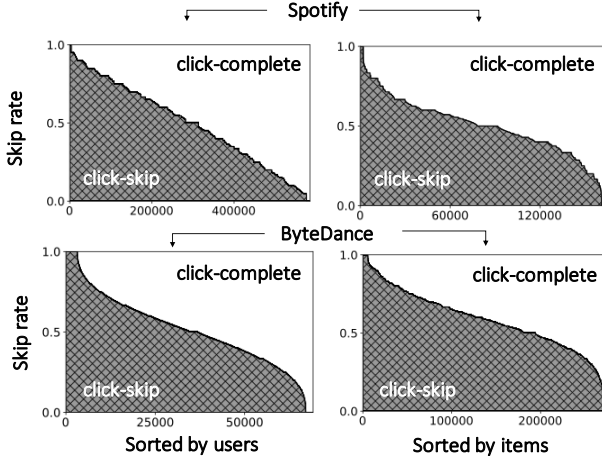 Spotify
Skip rate
1.0
0.5
1.0
0
200000
400000
click-complete
click-skip
1.0
0.5
0.0
0
60000
120000
click-complete
click-skip
ByteDance
Skip rate
1.0
0.5
0.0
0
25000
50000
click-complete
click-skip
Sorted by users
1.0
0.5
0.0
0
100000
200000
click-complete
click-skip
Sorted by items